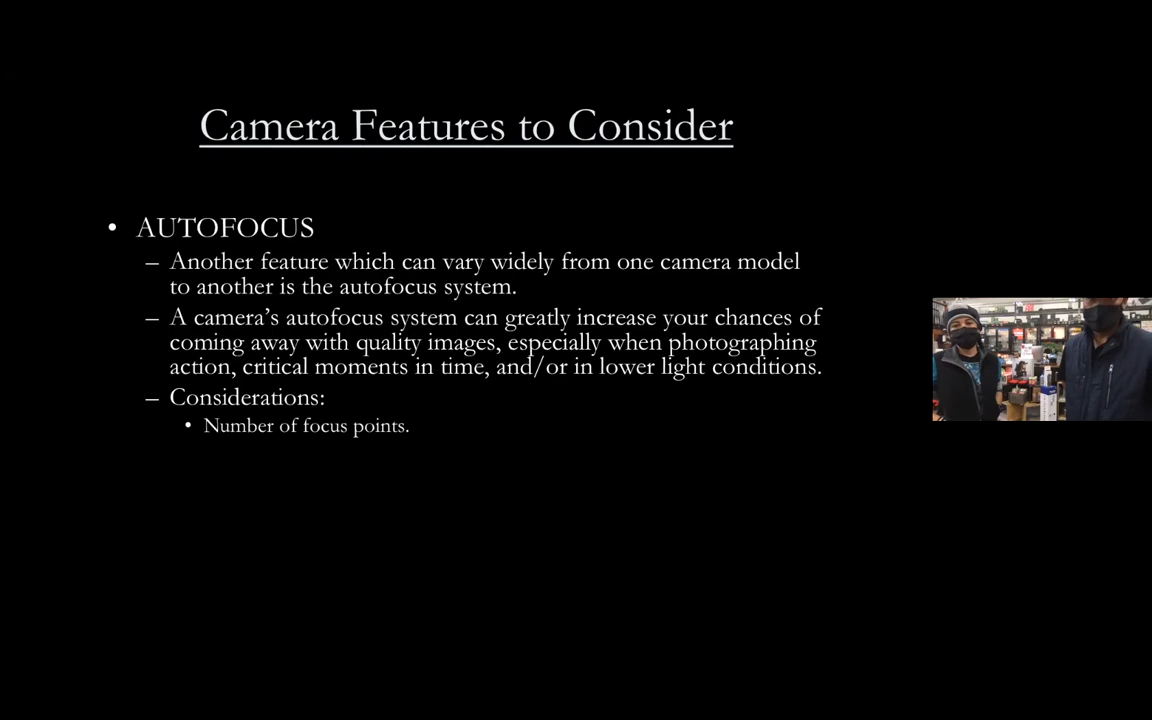 Camera Features to Consider
• AUTOFOCUS
– Another feature which can vary widely from one camera model
to another is the autofocus system.
– A camera’s autofocus system can greatly increase your chances of
coming away with quality images, especially when photographing
action, critical moments in time, and/or in lower light conditions.
– Considerations:
• Number of focus points.